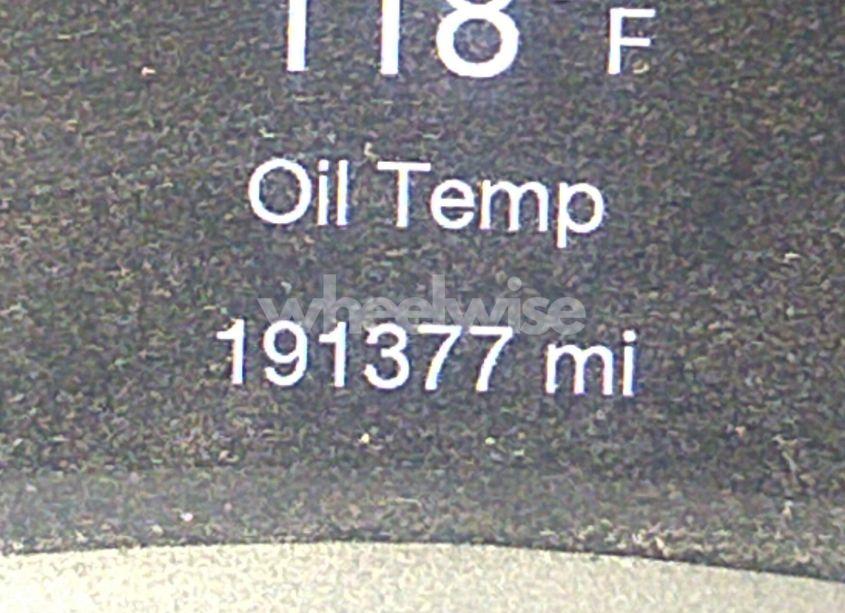 118 F
Oil Temp
wheelwise
191377 mi